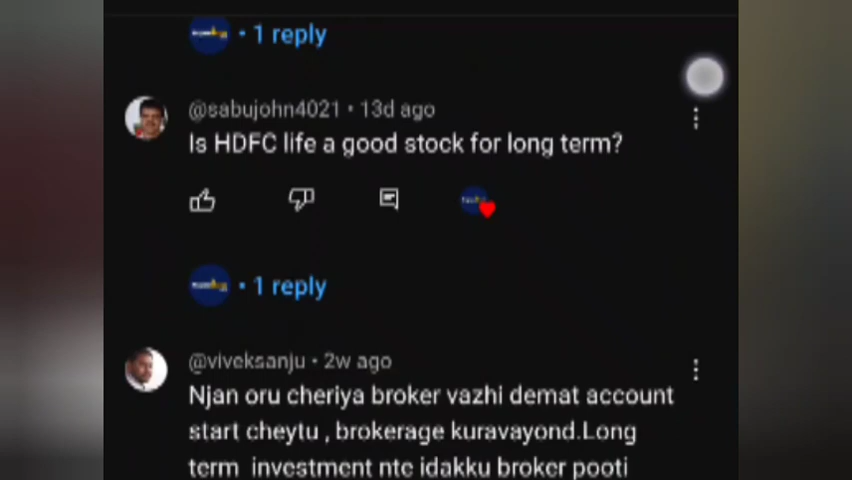 • 1 reply
@sabujohn4021 • 13d ago
Is HDFC life a good stock for long term?
• 1 reply
@viveksanju • 2w ago
Njan oru cheriya broker vazhi demat account
start cheytu , brokerage kuravayond.Long
term investment nte idakku broker pooti